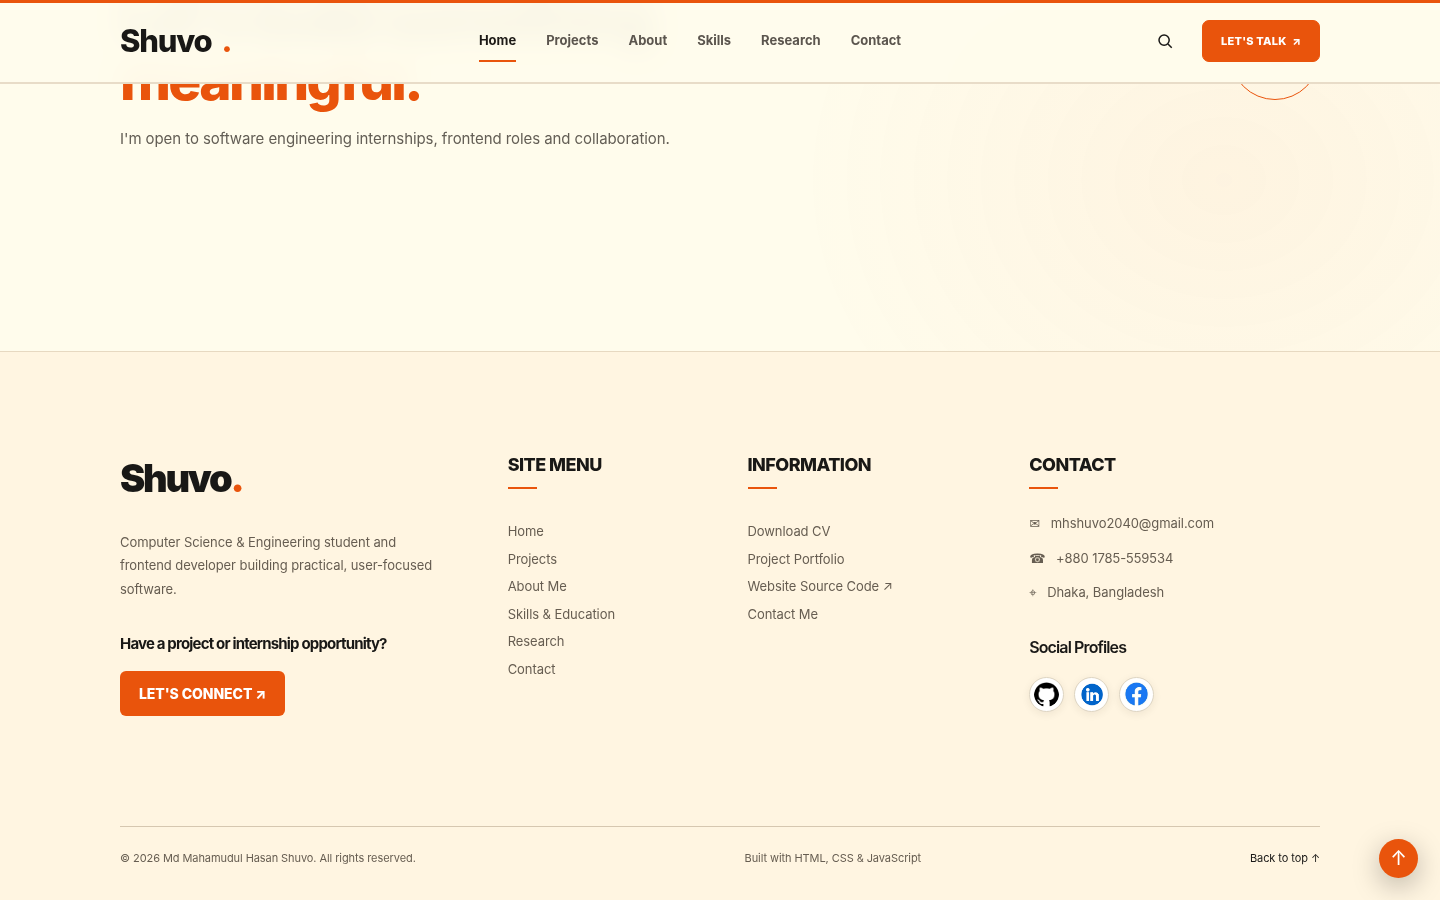 Shuvo .
Home Projects About Skills Research Contact
LET'S TALK ↗
meaningful.
I'm open to software engineering internships, frontend roles and collaboration.
Shuvo.
Computer Science & Engineering student and
frontend developer building practical, user-focused
software.
Have a project or internship opportunity?
LET'S CONNECT ↗
SITE MENU
Home
Projects
About Me
Skills & Education
Research
Contact
INFORMATION
Download CV
Project Portfolio
Website Source Code ↗
Contact Me
CONTACT
✉ mhshuvo2040@gmail.com
☎ +880 1785-559534
⌖ Dhaka, Bangladesh
Social Profiles
in
© 2026 Md Mahamudul Hasan Shuvo. All rights reserved.
Built with HTML, CSS & JavaScript
Back to top ↑
↑